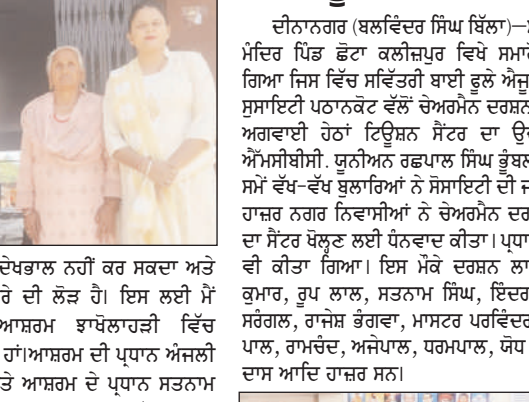 ਦੇਖਭਾਲ ਨਹੀਂ ਕਰ ਸਕਦਾ ਅਤੇ
ਰੇ ਦੀ ਲੋੜ ਹੈ। ਇਸ ਲਈ ਮੈਂ
ਆਸ਼ਰਮ ਝਾਖੋਲਾਹੜੀ ਵਿੱਚ
ਹਾਂ।ਆਸ਼ਰਮ ਦੀ ਪ੍ਰਧਾਨ ਅੰਜਲੀ
ਤੇ ਆਸ਼ਰਮ ਦੇ ਪ੍ਰਧਾਨ ਸਤਨਾਮ
ਦੀਨਾਨਗਰ (ਬਲਵਿੰਦਰ ਸਿੰਘ ਬਿੱਲਾ)–
ਮੰਦਿਰ ਪਿੰਡ ਛੋਟਾ ਕਲੀਜ਼ਪੁਰ ਵਿਖੇ ਸਮਾ
ਗਿਆ ਜਿਸ ਵਿੱਚ ਸਵਿੱਤਰੀ ਬਾਈ ਫੂਲੇ ਐਜੂ
ਸੁਸਾਇਟੀ ਪਠਾਨਕੋਟ ਵੱਲੋਂ ਚੇਅਰਮੈਨ ਦਰਸ਼ਨ
ਅਗਵਾਈ ਹੇਠਾਂ ਟਿਊਸ਼ਨ ਸੈਂਟਰ ਦਾ ਉ
ਐੱਮਸੀਬੀਸੀ. ਯੂਨੀਅਨ ਰਛਪਾਲ ਸਿੰਘ ਭੁੰਬਲ
ਸਮੇਂ ਵੱਖ-ਵੱਖ ਬੁਲਾਰਿਆਂ ਨੇ ਸੋਸਾਇਟੀ ਦੀ ਜ
ਹਾਜ਼ਰ ਨਗਰ ਨਿਵਾਸੀਆਂ ਨੇ ਚੇਅਰਮੈਨ ਦਰ
ਦਾ ਸੈਂਟਰ ਖੋਲ੍ਹਣ ਲਈ ਧੰਨਵਾਦ ਕੀਤਾ। ਪ੍ਰਧਾ
ਵੀ ਕੀਤਾ ਗਿਆ। ਇਸ ਮੌਕੇ ਦਰਸ਼ਨ ਲਾ
ਕੁਮਾਰ, ਰੂਪ ਲਾਲ, ਸਤਨਾਮ ਸਿੰਘ, ਇੰਦਰ
ਸਰੰਗਲ, ਰਾਜੇਸ਼ ਭੰਗਵਾ, ਮਾਸਟਰ ਪਰਵਿੰਦਰ
ਪਾਲ, ਰਾਮਚੰਦ, ਅਜੇਪਾਲ, ਧਰਮਪਾਲ, ਯੋਧ
ਦਾਸ ਆਦਿ ਹਾਜ਼ਰ ਸਨ।